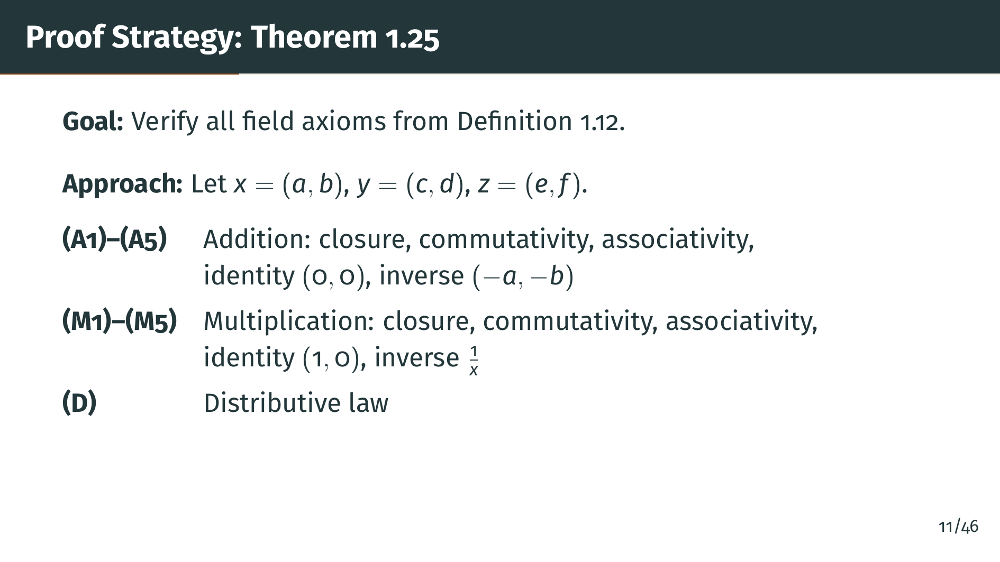 Proof Strategy: Theorem 1.25
Goal: Verify all field axioms from Definition 1.12.
Approach: Let x = (a, b), y = (c, d), z = (e, f).
(A1)–(A5) Addition: closure, commutativity, associativity,
identity (0, 0), inverse (−a, −b)
(M1)–(M5) Multiplication: closure, commutativity, associativity,
identity (1, 0), inverse 1/x
(D) Distributive law
11/46